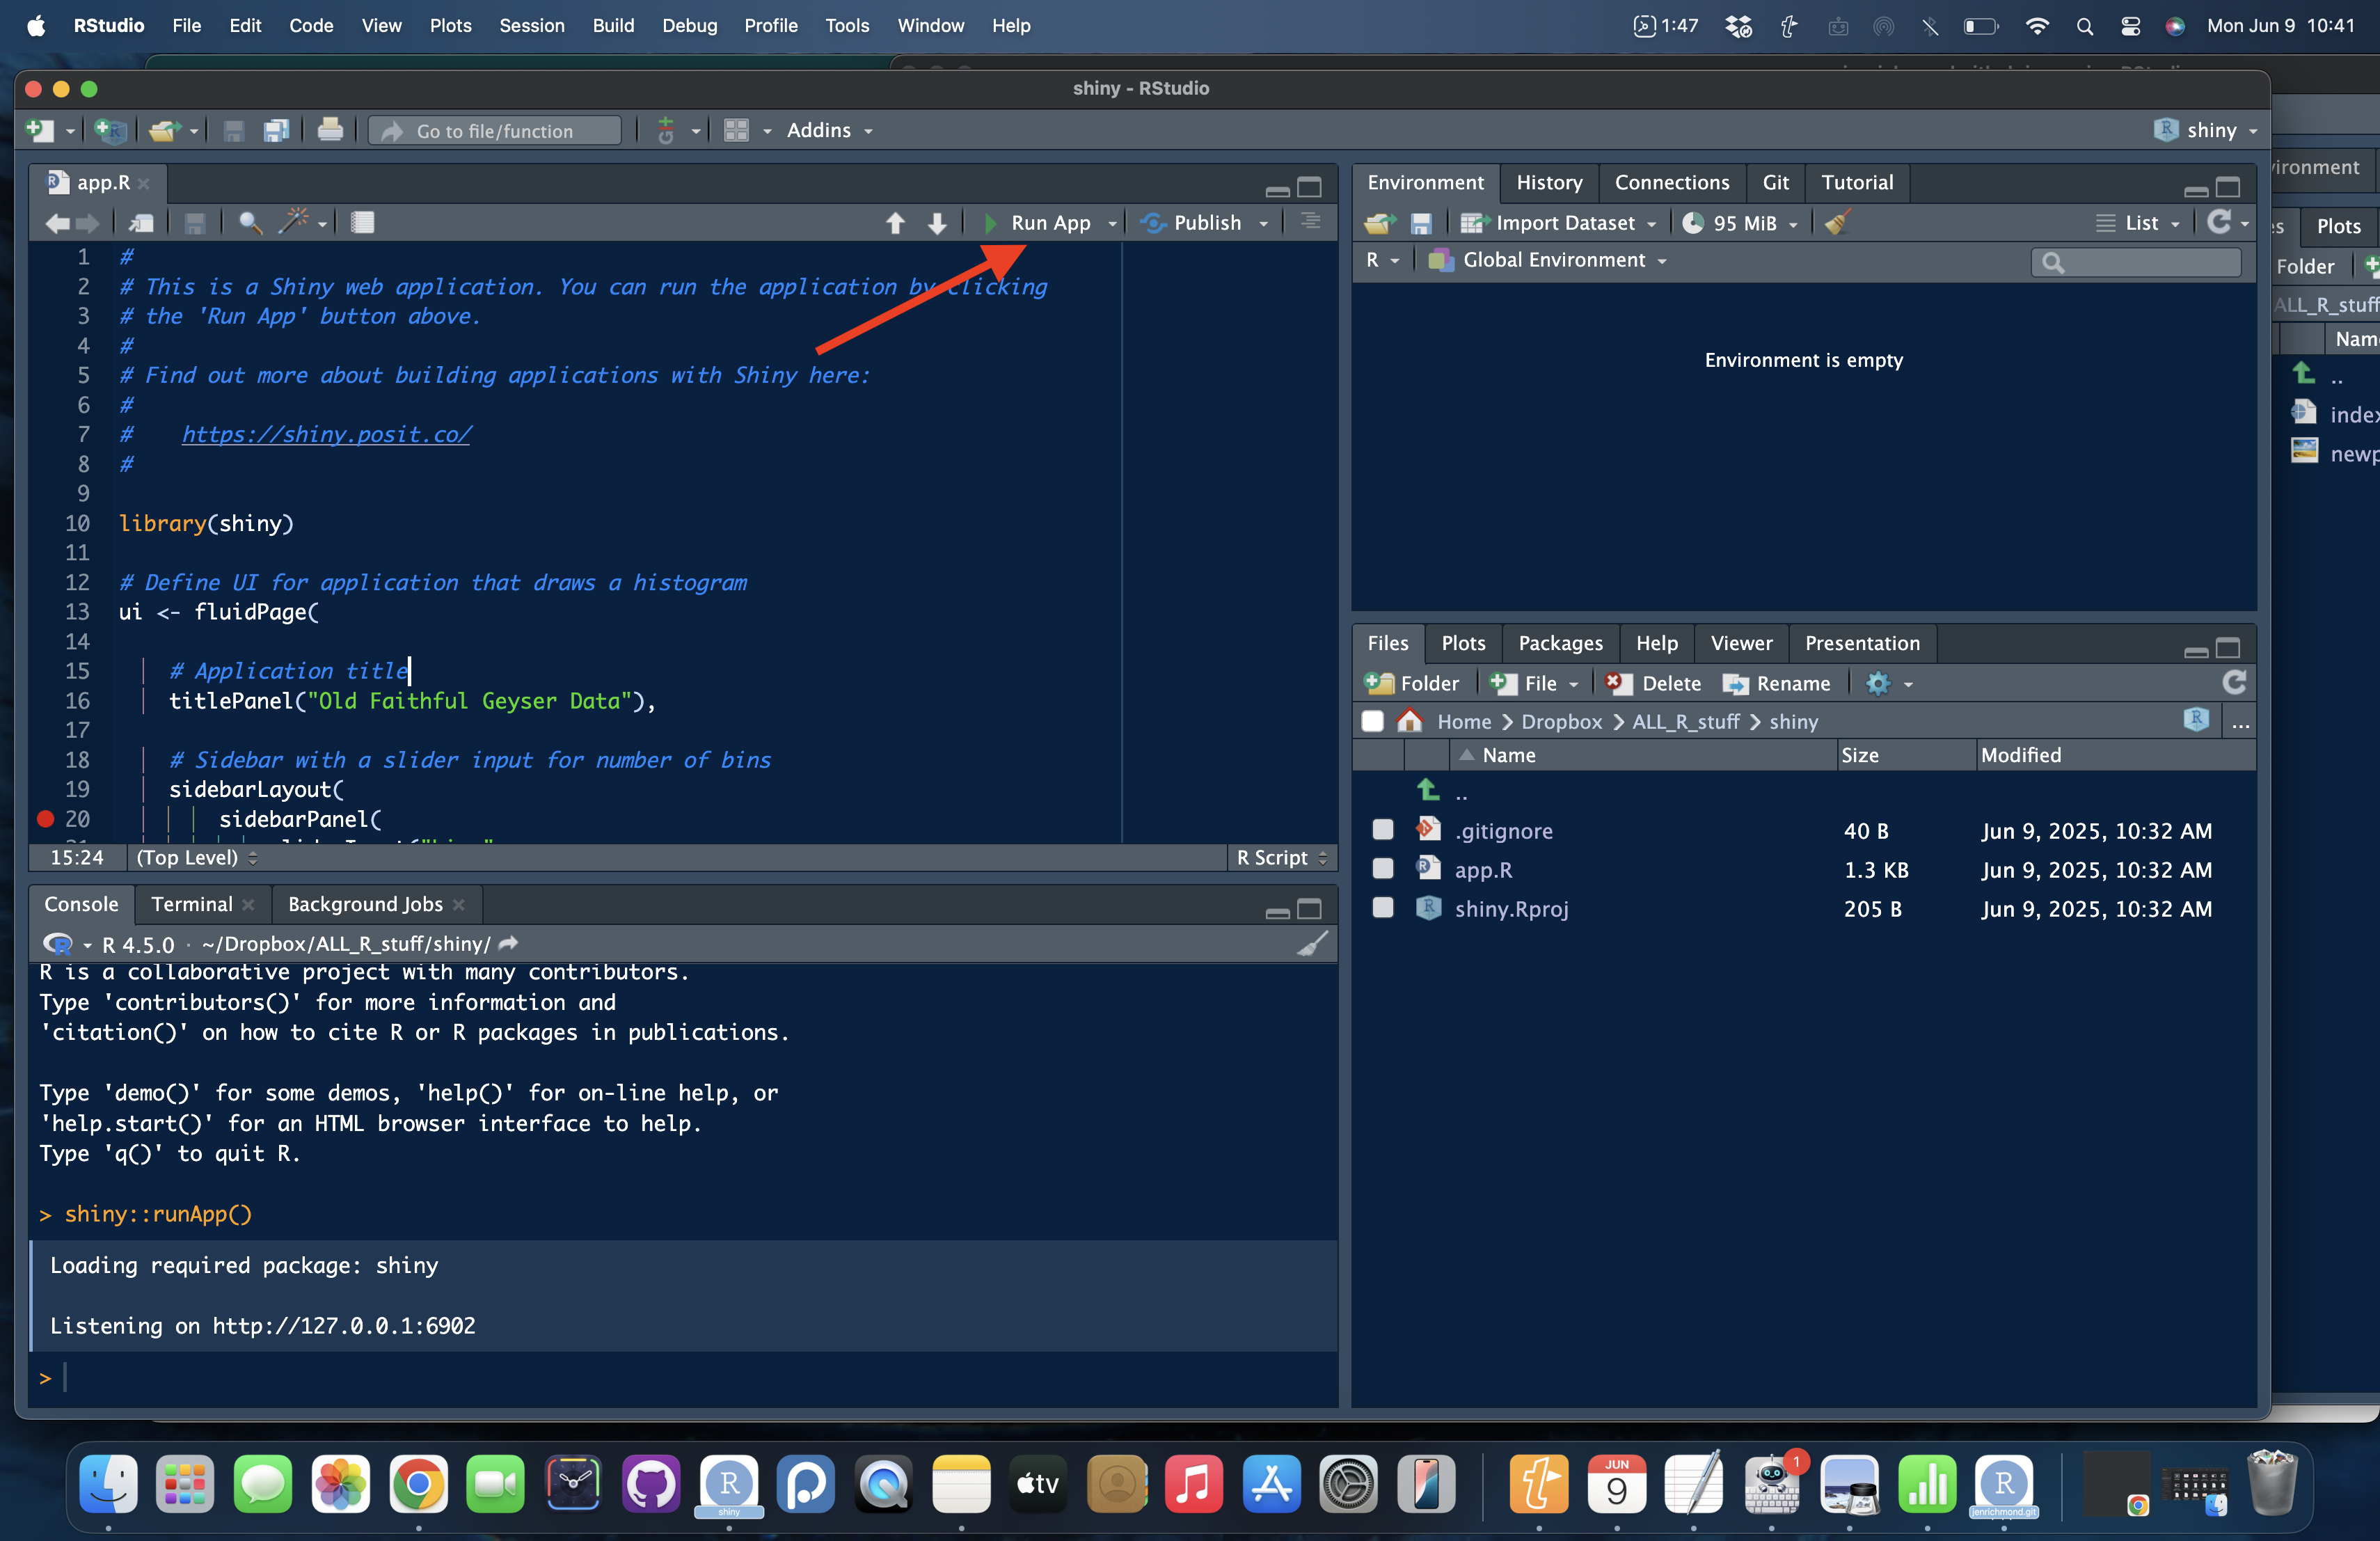 RStudio File Edit Code View Plots Session Build Debug Profile Tools Window Help 1:47 Mon Jun 9 10:41
shiny - RStudio
Go to file/function Addins shiny
app.R
Run App Publish
1 #
2 # This is a Shiny web application. You can run the application by clicking
3 # the 'Run App' button above.
4 #
5 # Find out more about building applications with Shiny here:
6 #
7 # https://shiny.posit.co/
8 #
9
10 library(shiny)
11
12 # Define UI for application that draws a histogram
13 ui <- fluidPage(
14
15 # Application title
16 titlePanel("Old Faithful Geyser Data"),
17
18 # Sidebar with a slider input for number of bins
19 sidebarLayout(
20 sidebarPanel(
15:24 (Top Level) R Script
Console Terminal Background Jobs
R 4.5.0 · ~/Dropbox/ALL_R_stuff/shiny/
R is a collaborative project with many contributors.
Type 'contributors()' for more information and
'citation()' on how to cite R or R packages in publications.
Type 'demo()' for some demos, 'help()' for on-line help, or
'help.start()' for an HTML browser interface to help.
Type 'q()' to quit R.
> shiny::runApp()
Loading required package: shiny
Listening on http://127.0.0.1:6902
>
Environment History Connections Git Tutorial
Import Dataset 95 MiB List
R Global Environment
Environment is empty
Files Plots Packages Help Viewer Presentation
Folder File Delete Rename
Home Dropbox ALL_R_stuff shiny ...
Name Size Modified
..
.gitignore 40 B Jun 9, 2025, 10:32 AM
app.R 1.3 KB Jun 9, 2025, 10:32 AM
shiny.Rproj 205 B Jun 9, 2025, 10:32 AM
ironment
es Plots
Folder
ALL_R_stuff
Nam
..
index
newp
shiny
tv
JUN
9
1
jenrichmond.git